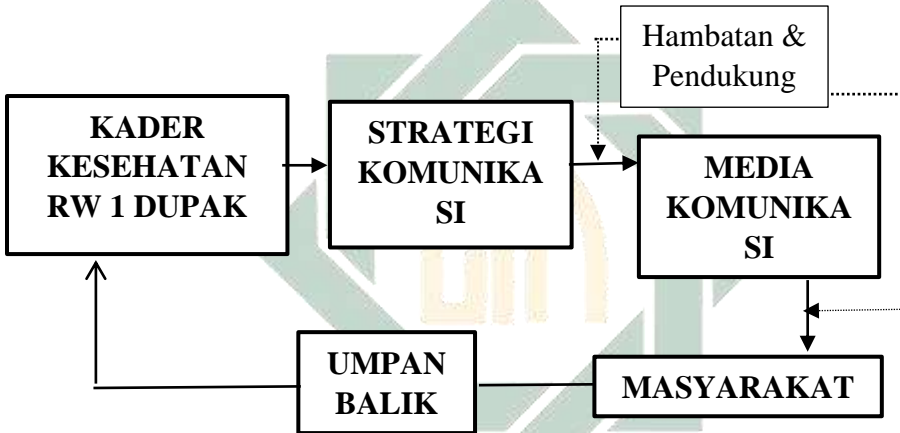 Hambatan &
Pendukung
KADER
KESEHATAN
RW 1 DUPAK
STRATEGI
KOMUNIKA
SI
MEDIA
KOMUNIKA
SI
UMPAN
BALIK
MASYARAKAT